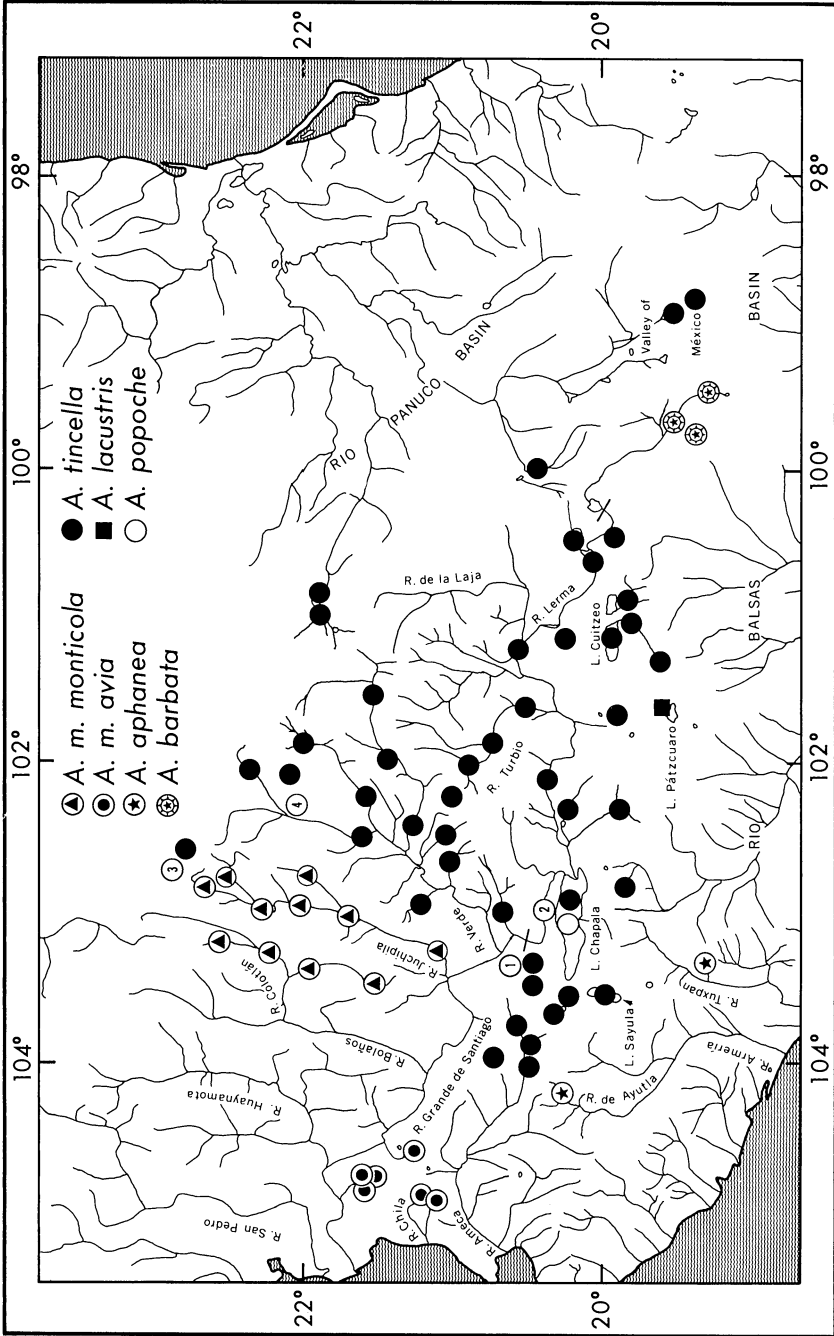 98°
100°
102°
104°
22°
20°
A. m. monticola
A. m. avia
A. aphanea
A. barbata
A. tincella
A. lacustris
A. popoche
RIO
PANUCO
BASIN
Valley of
México
BASIN
BALSAS
RIO
R. de la Laja
R. Lerma
L. Cuitzeo
L. Pátzcuaro
R. Turbio
3
4
2
1
R. Verde
L. Chapala
R. Juchipila
R. Colotlán
R. Bolaños
R. Huaynamota
R. San Pedro
R. Grande de Santiago
L. Sayula
R. Tuxpan
R. Armería
R. de Ayutla
R. Chila
R. Ameca
22°
20°
98°
100°
102°
104°